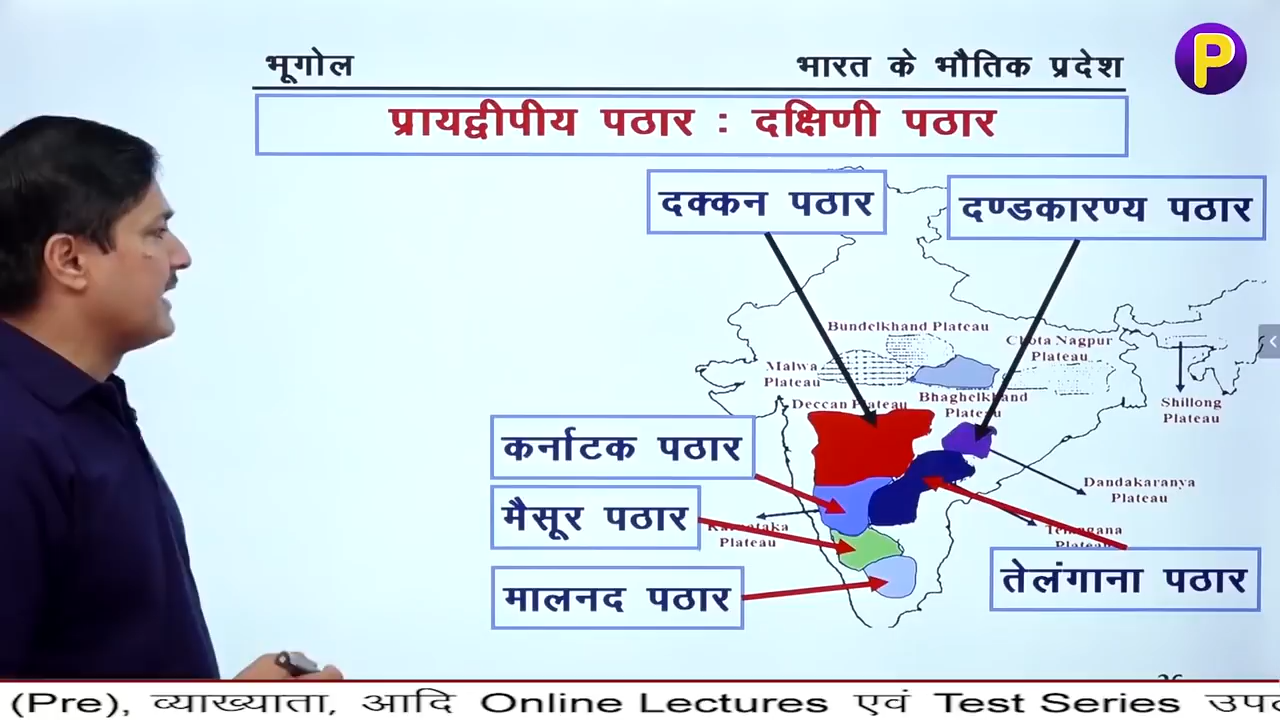 भूगोल
भारत के भौतिक प्रदेश
P
प्रायद्वीपीय पठार : दक्षिणी पठार
दक्कन पठार
दण्डकारण्य पठार
Bundelkhand Plateau
Chota Nagpur
Plateau
Malwa
Plateau
Deccan Plateau
Bhaghelkhand
Plateau
Shillong
Plateau
कर्नाटक पठार
Dandakaranya
Plateau
मैसूर पठार
Karnataka
Plateau
Telangana
Plateau
मालनद पठार
तेलंगाना पठार
(Pre), व्याख्याता, आदि Online Lectures एवं Test Series